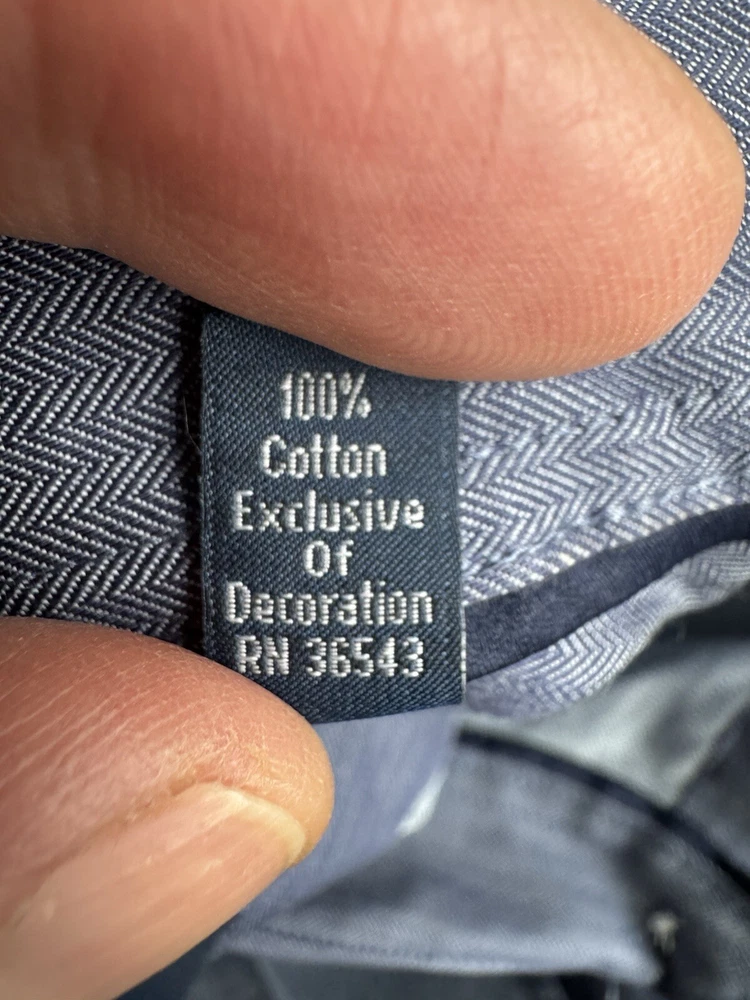 100%
Cotton
Exclusive
Of
Decoration
RN 36543